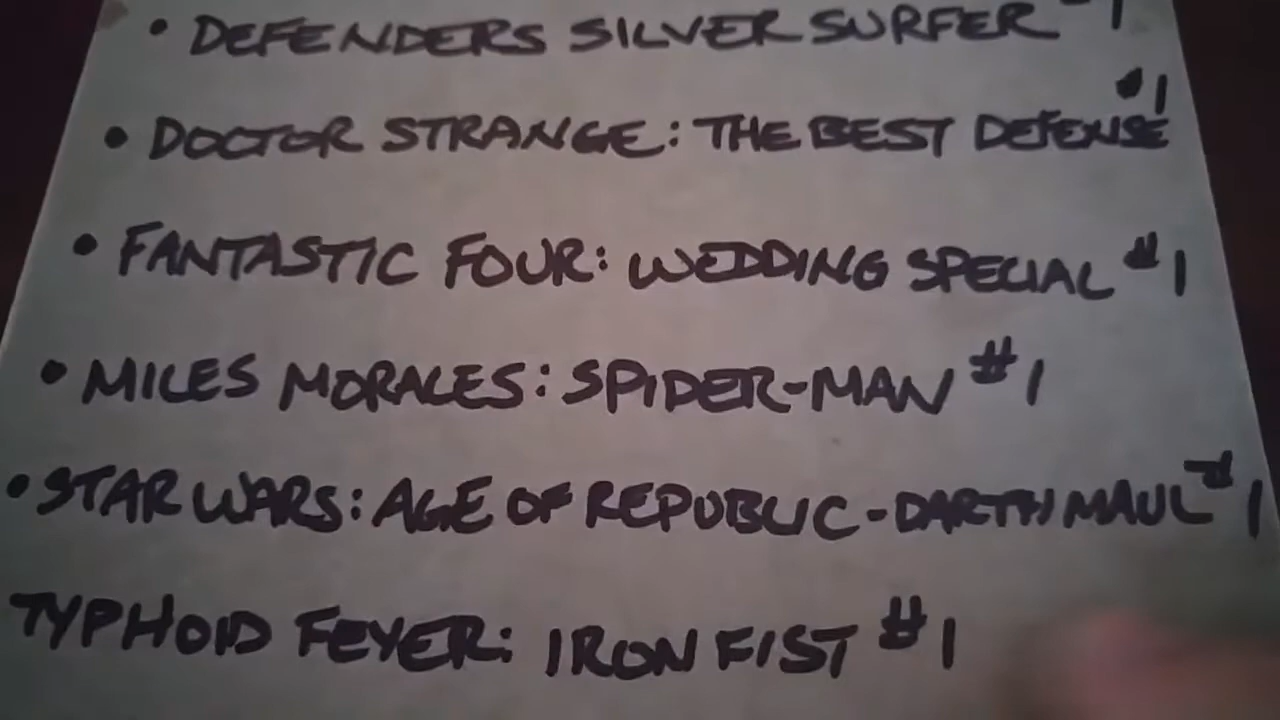 • DEFENDERS SILVER SURFER #1
#1
• DOCTOR STRANGE: THE BEST DEFENSE
• FANTASTIC FOUR: WEDDING SPECIAL #1
• MILES MORALES: SPIDER-MAN #1
• STAR WARS: AGE OF REPUBLIC - DARTH MAUL #1
TYPHOID FEVER: IRON FIST #1